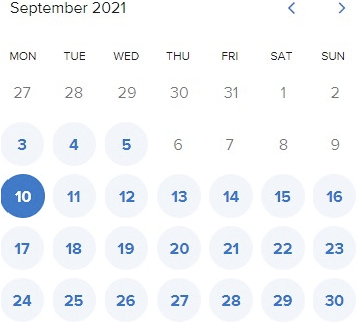 September 2021
MON TUE WED THU FRI SAT SUN
27 28 29 30 31 1 2
3 4 5 6 7 8 9
10 11 12 13 14 15 16
17 18 19 20 21 22 23
24 25 26 27 28 29 30